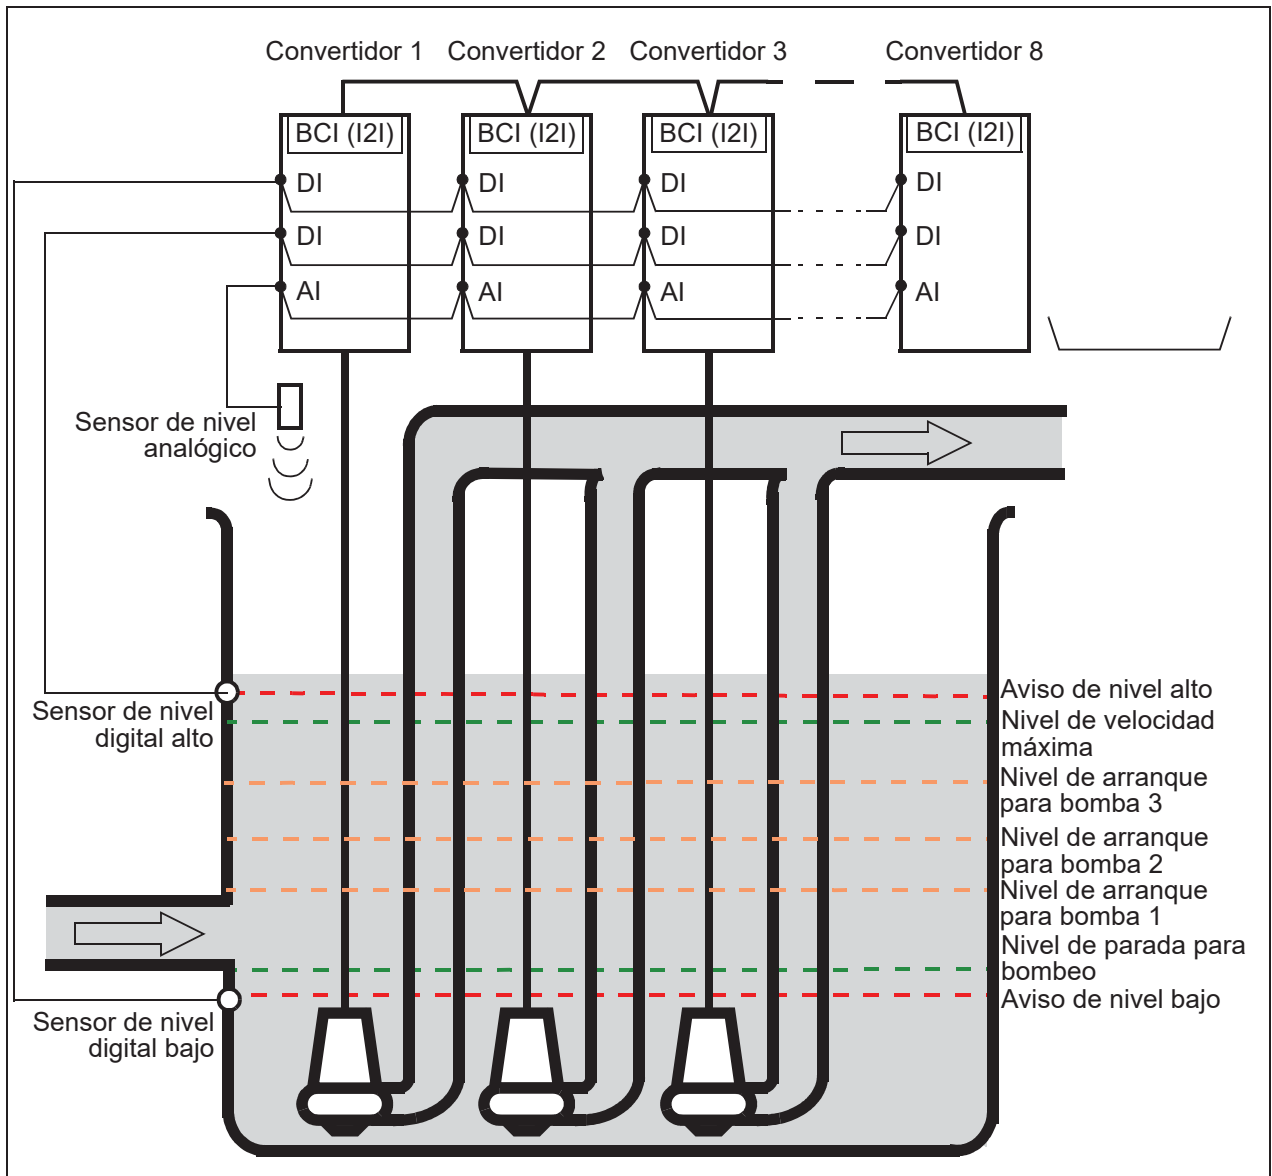 Convertidor 1 Convertidor 2 Convertidor 3 Convertidor 8
BCI (I2I) BCI (I2I) BCI (I2I) BCI (I2I)
DI DI DI DI
DI DI DI DI
AI AI AI AI
Sensor de nivel
analógico
Sensor de nivel
digital alto
Aviso de nivel alto
Nivel de velocidad
máxima
Nivel de arranque
para bomba 3
Nivel de arranque
para bomba 2
Nivel de arranque
para bomba 1
Nivel de parada para
bombeo
Aviso de nivel bajo
Sensor de nivel
digital bajo